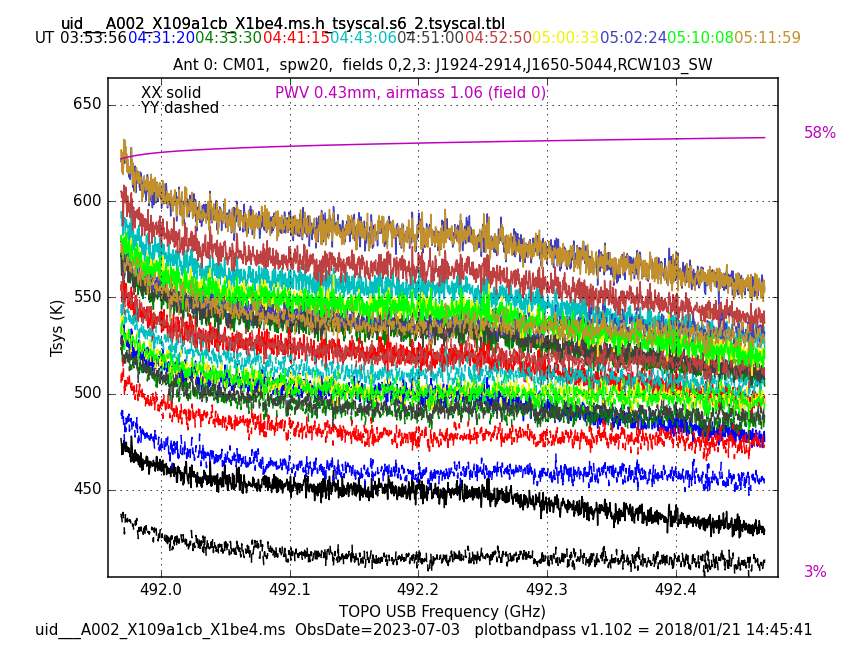 uid___A002_X109a1cb_X1be4.ms.h_tsyscal.s6_2.tsyscal.tbl
UT 03:53:56 04:31:20 04:33:30 04:41:15 04:43:06 04:51:00 04:52:50 05:00:33 05:02:24 05:10:08 05:11:59
Ant 0: CM01,  spw20,  fields 0,2,3: J1924-2914,J1650-5044,RCW103_SW
XX solid PWV 0.43mm, airmass 1.06 (field 0)
YY dashed
650
58%
600
550
Tsys (K)
500
450
3%
492.0 492.1 492.2 492.3 492.4
TOPO USB Frequency (GHz)
uid___A002_X109a1cb_X1be4.ms  ObsDate=2023-07-03   plotbandpass v1.102 = 2018/01/21 14:45:41